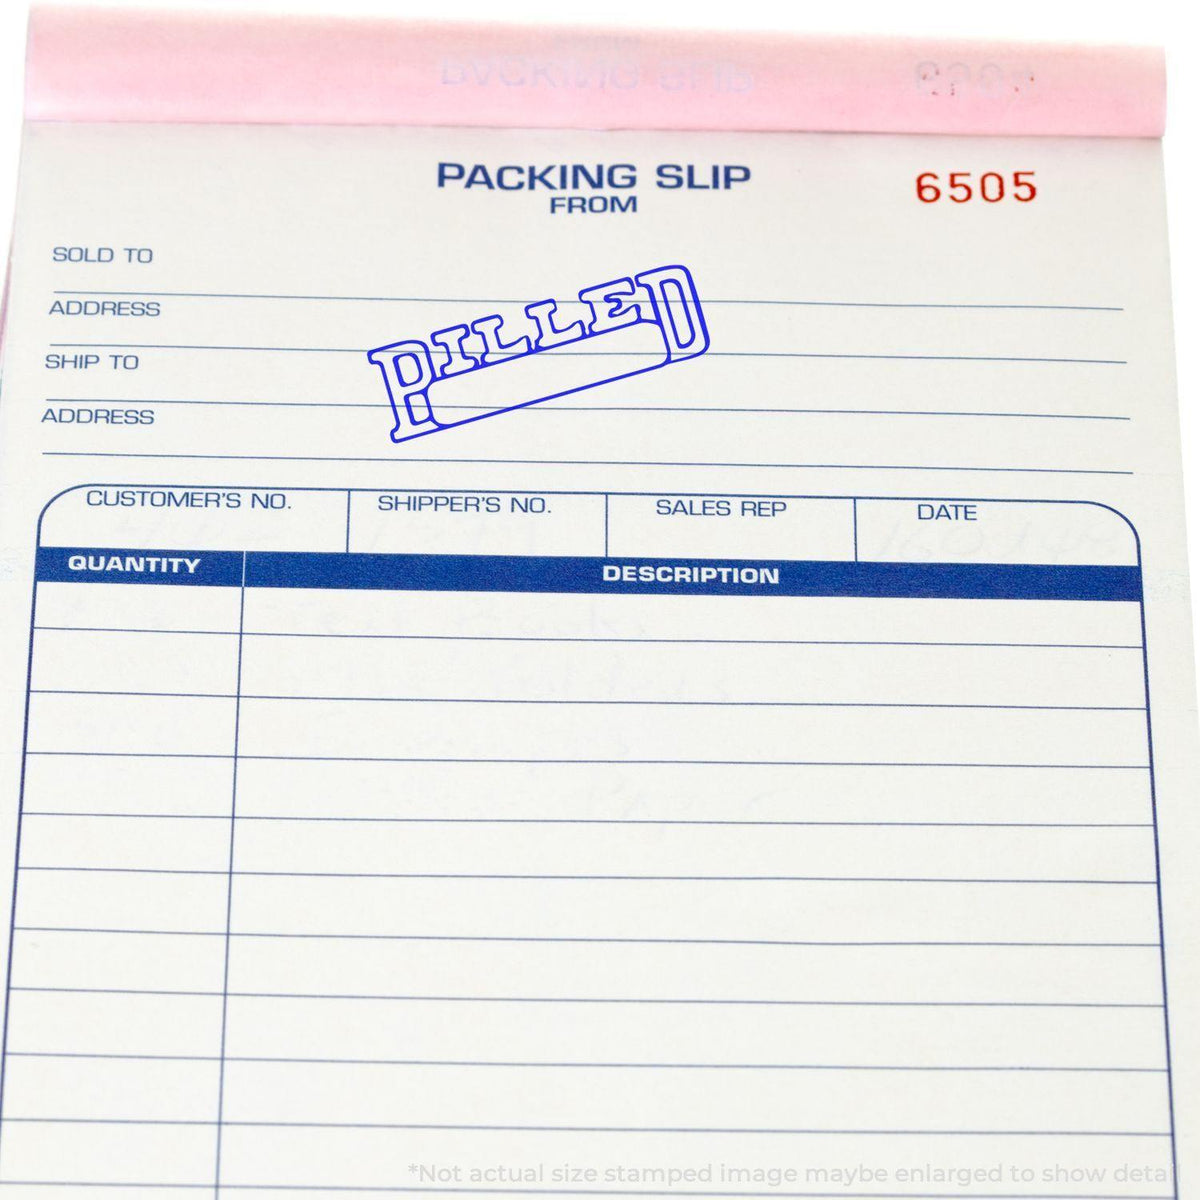 PACKING SLIP
6505
FROM
SOLD TO
ADDRESS
SHIP TO
ADDRESS
BILLED
CUSTOMER'S NO. SHIPPER'S NO. SALES REP DATE
QUANTITY DESCRIPTION
*Not actual size stamped image maybe enlarged to show detail